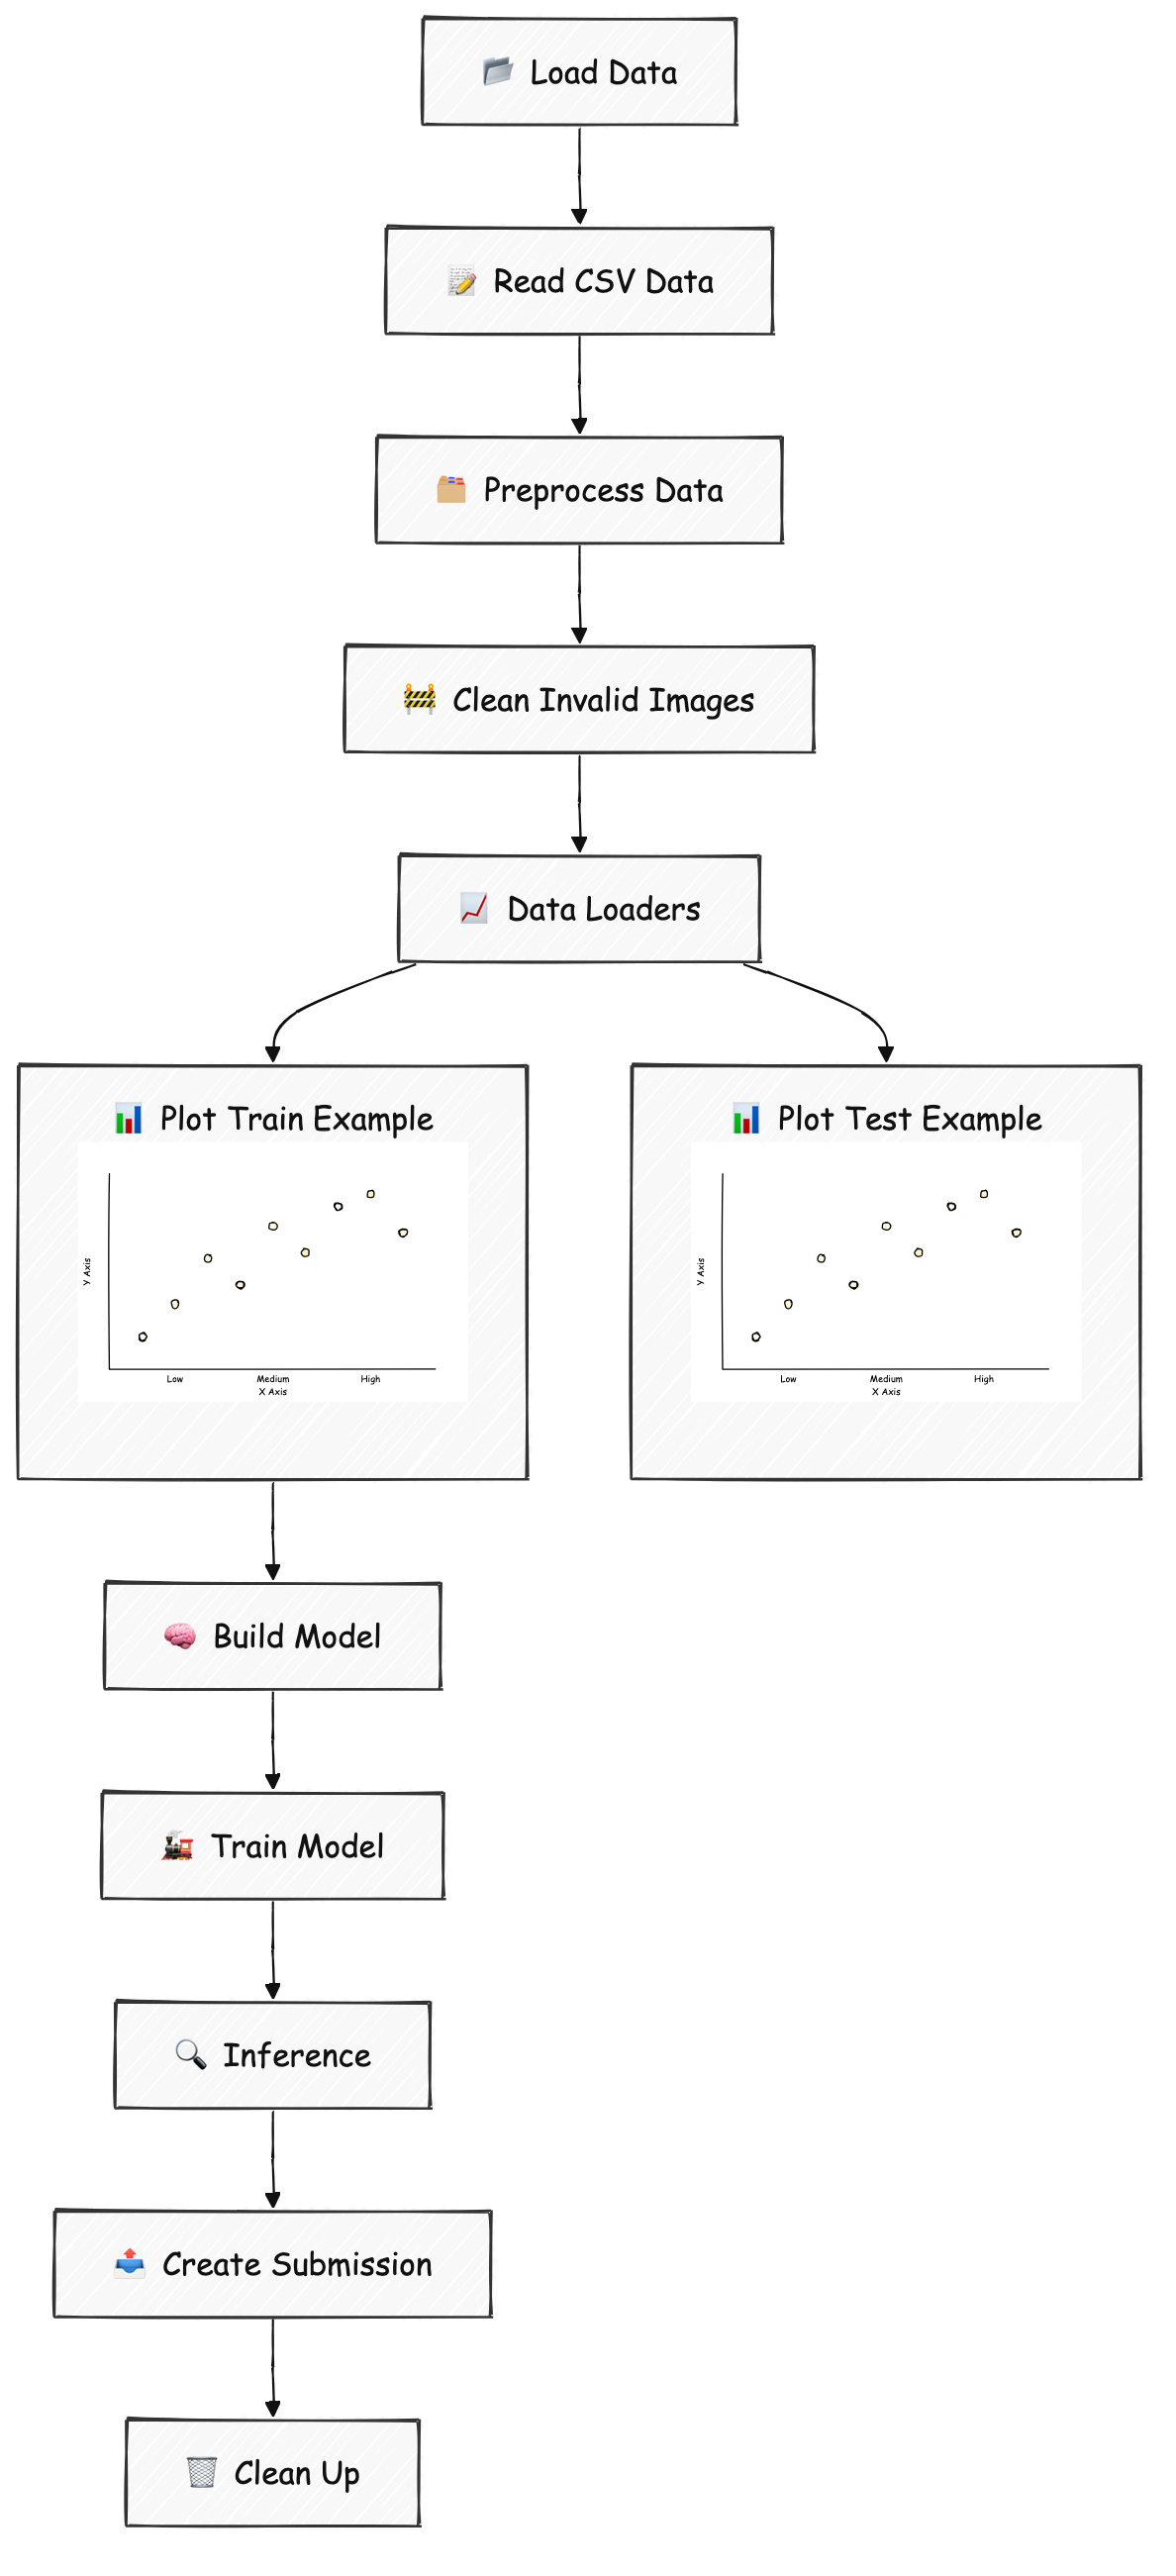 📂 Load Data
📝 Read CSV Data
🗂️ Preprocess Data
🚧 Clean Invalid Images
📈 Data Loaders
📊 Plot Train Example
Y Axis
Low Medium High
X Axis
📊 Plot Test Example
Y Axis
Low Medium High
X Axis
🧠 Build Model
🚂 Train Model
🔍 Inference
📤 Create Submission
🗑️ Clean Up